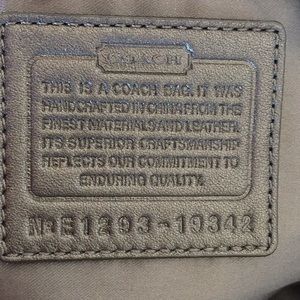 COACH
THIS IS A COACH BAG. IT WAS
HANDCRAFTED IN CHINA FROM THE
FINEST MATERIALS AND LEATHER.
ITS SUPERIOR CRAFTSMANSHIP
REFLECTS OUR COMMITMENT TO
ENDURING QUALITY.
Nº E1293-19342